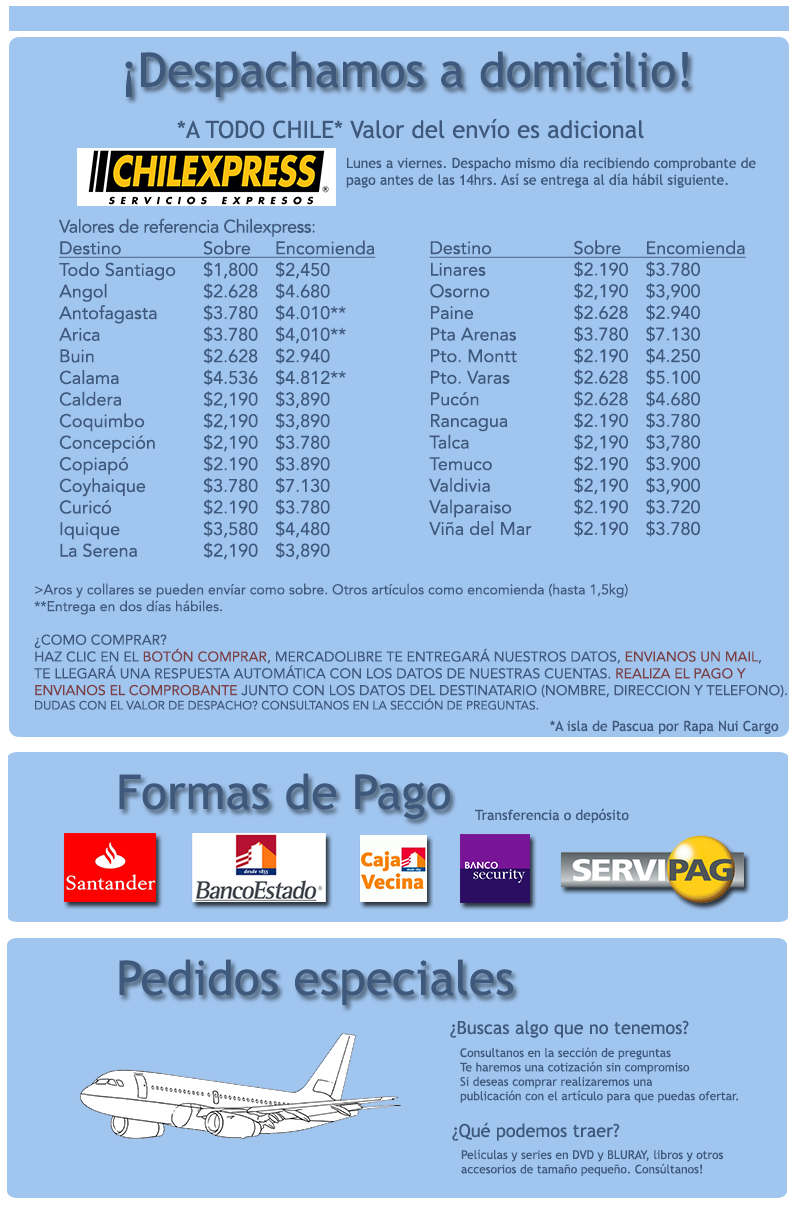 ¡Despachamos a domicilio!
*A TODO CHILE* Valor del envío es adicional
CHILEXPRESS®
SERVICIOS EXPRESOS
Lunes a viernes. Despacho mismo día recibiendo comprobante de
pago antes de las 14hrs. Así se entrega al día hábil siguiente.
Valores de referencia Chilexpress:
Destino Sobre Encomienda
Todo Santiago $1,800 $2,450
Angol $2.628 $4.680
Antofagasta $3.780 $4.010**
Arica $3.780 $4,010**
Buin $2.628 $2.940
Calama $4.536 $4.812**
Caldera $2,190 $3,890
Coquimbo $2,190 $3,890
Concepción $2,190 $3.780
Copiapó $2.190 $3.890
Coyhaique $3.780 $7.130
Curicó $2.190 $3.780
Iquique $3,580 $4,480
La Serena $2,190 $3,890
Destino Sobre Encomienda
Linares $2.190 $3.780
Osorno $2,190 $3,900
Paine $2.628 $2.940
Pta Arenas $3.780 $7.130
Pto. Montt $2.190 $4.250
Pto. Varas $2.628 $5.100
Pucón $2.628 $4.680
Rancagua $2.190 $3.780
Talca $2,190 $3,780
Temuco $2.190 $3.900
Valdivia $2,190 $3,900
Valparaiso $2.190 $3.720
Viña del Mar $2.190 $3.780
>Aros y collares se pueden envíar como sobre. Otros artículos como encomienda (hasta 1,5kg)
**Entrega en dos días hábiles.
¿COMO COMPRAR?
HAZ CLIC EN EL BOTÓN COMPRAR, MERCADOLIBRE TE ENTREGARÁ NUESTROS DATOS, ENVIANOS UN MAIL,
TE LLEGARÁ UNA RESPUESTA AUTOMÁTICA CON LOS DATOS DE NUESTRAS CUENTAS. REALIZA EL PAGO Y
ENVIANOS EL COMPROBANTE JUNTO CON LOS DATOS DEL DESTINATARIO (NOMBRE, DIRECCION Y TELEFONO).
DUDAS CON EL VALOR DE DESPACHO? CONSULTANOS EN LA SECCIÓN DE PREGUNTAS.
*A isla de Pascua por Rapa Nui Cargo
Formas de Pago
Transferencia o depósito
Santander
desde 1855
BancoEstado®
Caja
Vecina
desde 1855
BANCO
security
SERVIPAG
Pedidos especiales
¿Buscas algo que no tenemos?
Consultanos en la sección de preguntas
Te haremos una cotización sin compromiso
Si deseas comprar realizaremos una
publicación con el artículo para que puedas ofertar.
¿Qué podemos traer?
Películas y series en DVD y BLURAY, libros y otros
accesorios de tamaño pequeño. Consúltanos!